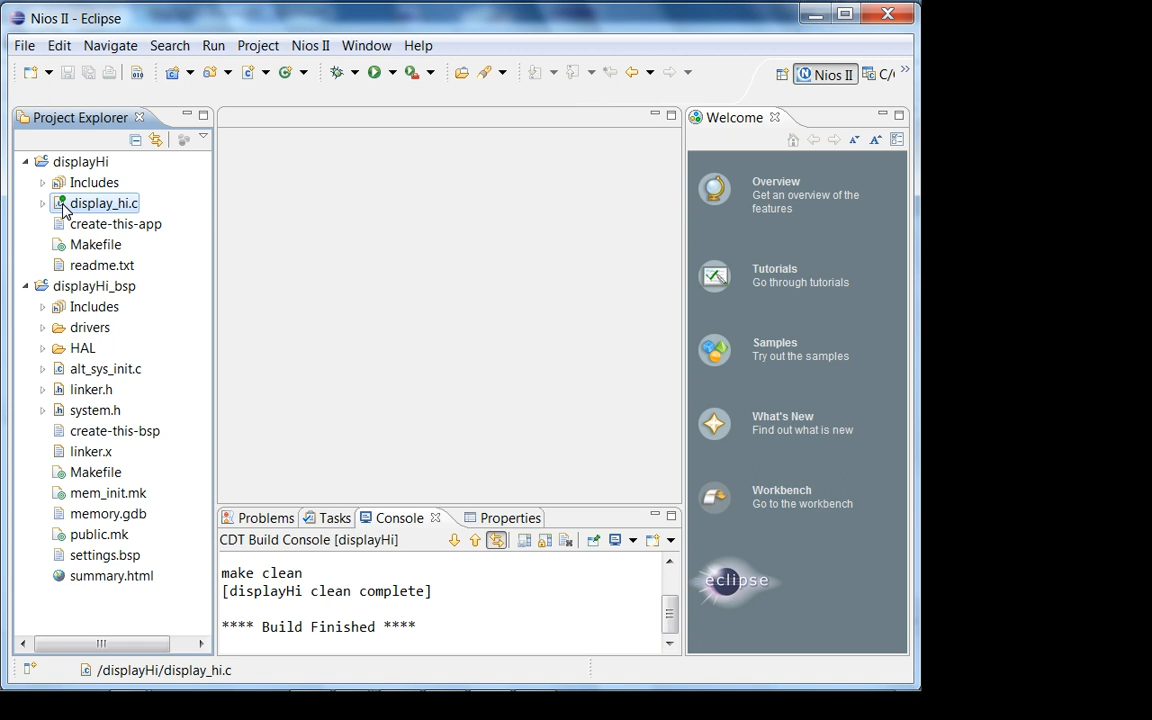 Nios II - Eclipse
File Edit Navigate Search Run Project Nios II Window Help
Nios II C/
Project Explorer
Welcome
displayHi
Includes
display_hi.c
create-this-app
Makefile
readme.txt
displayHi_bsp
Includes
drivers
HAL
alt_sys_init.c
linker.h
system.h
create-this-bsp
linker.x
Makefile
mem_init.mk
memory.gdb
public.mk
settings.bsp
summary.html
Overview
Get an overview of the
features
Tutorials
Go through tutorials
Samples
Try out the samples
What's New
Find out what is new
Workbench
Go to the workbench
eclipse
Problems Tasks Console Properties
CDT Build Console [displayHi]
make clean
[displayHi clean complete]
**** Build Finished ****
/displayHi/display_hi.c